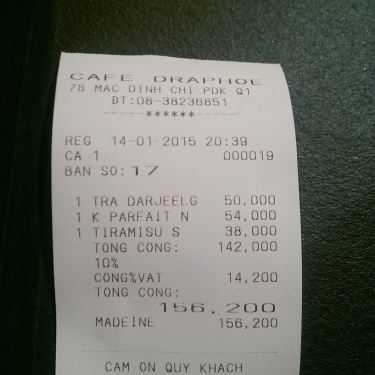 CAFE DRAPHOE
78 MAC DINH CHI PDK Q1
DT:08-38236851
------******------
REG 14-01-2015 20:39
CA 1 000019
BAN SO: 17
1 TRA DARJEELG 50,000
1 K PARFAIT N 54,000
1 TIRAMISU S 38,000
TONG CONG: 142,000
10%
CONG%VAT 14,200
TONG CONG:
156,200
MADEINE 156,200
CAM ON QUY KHACH